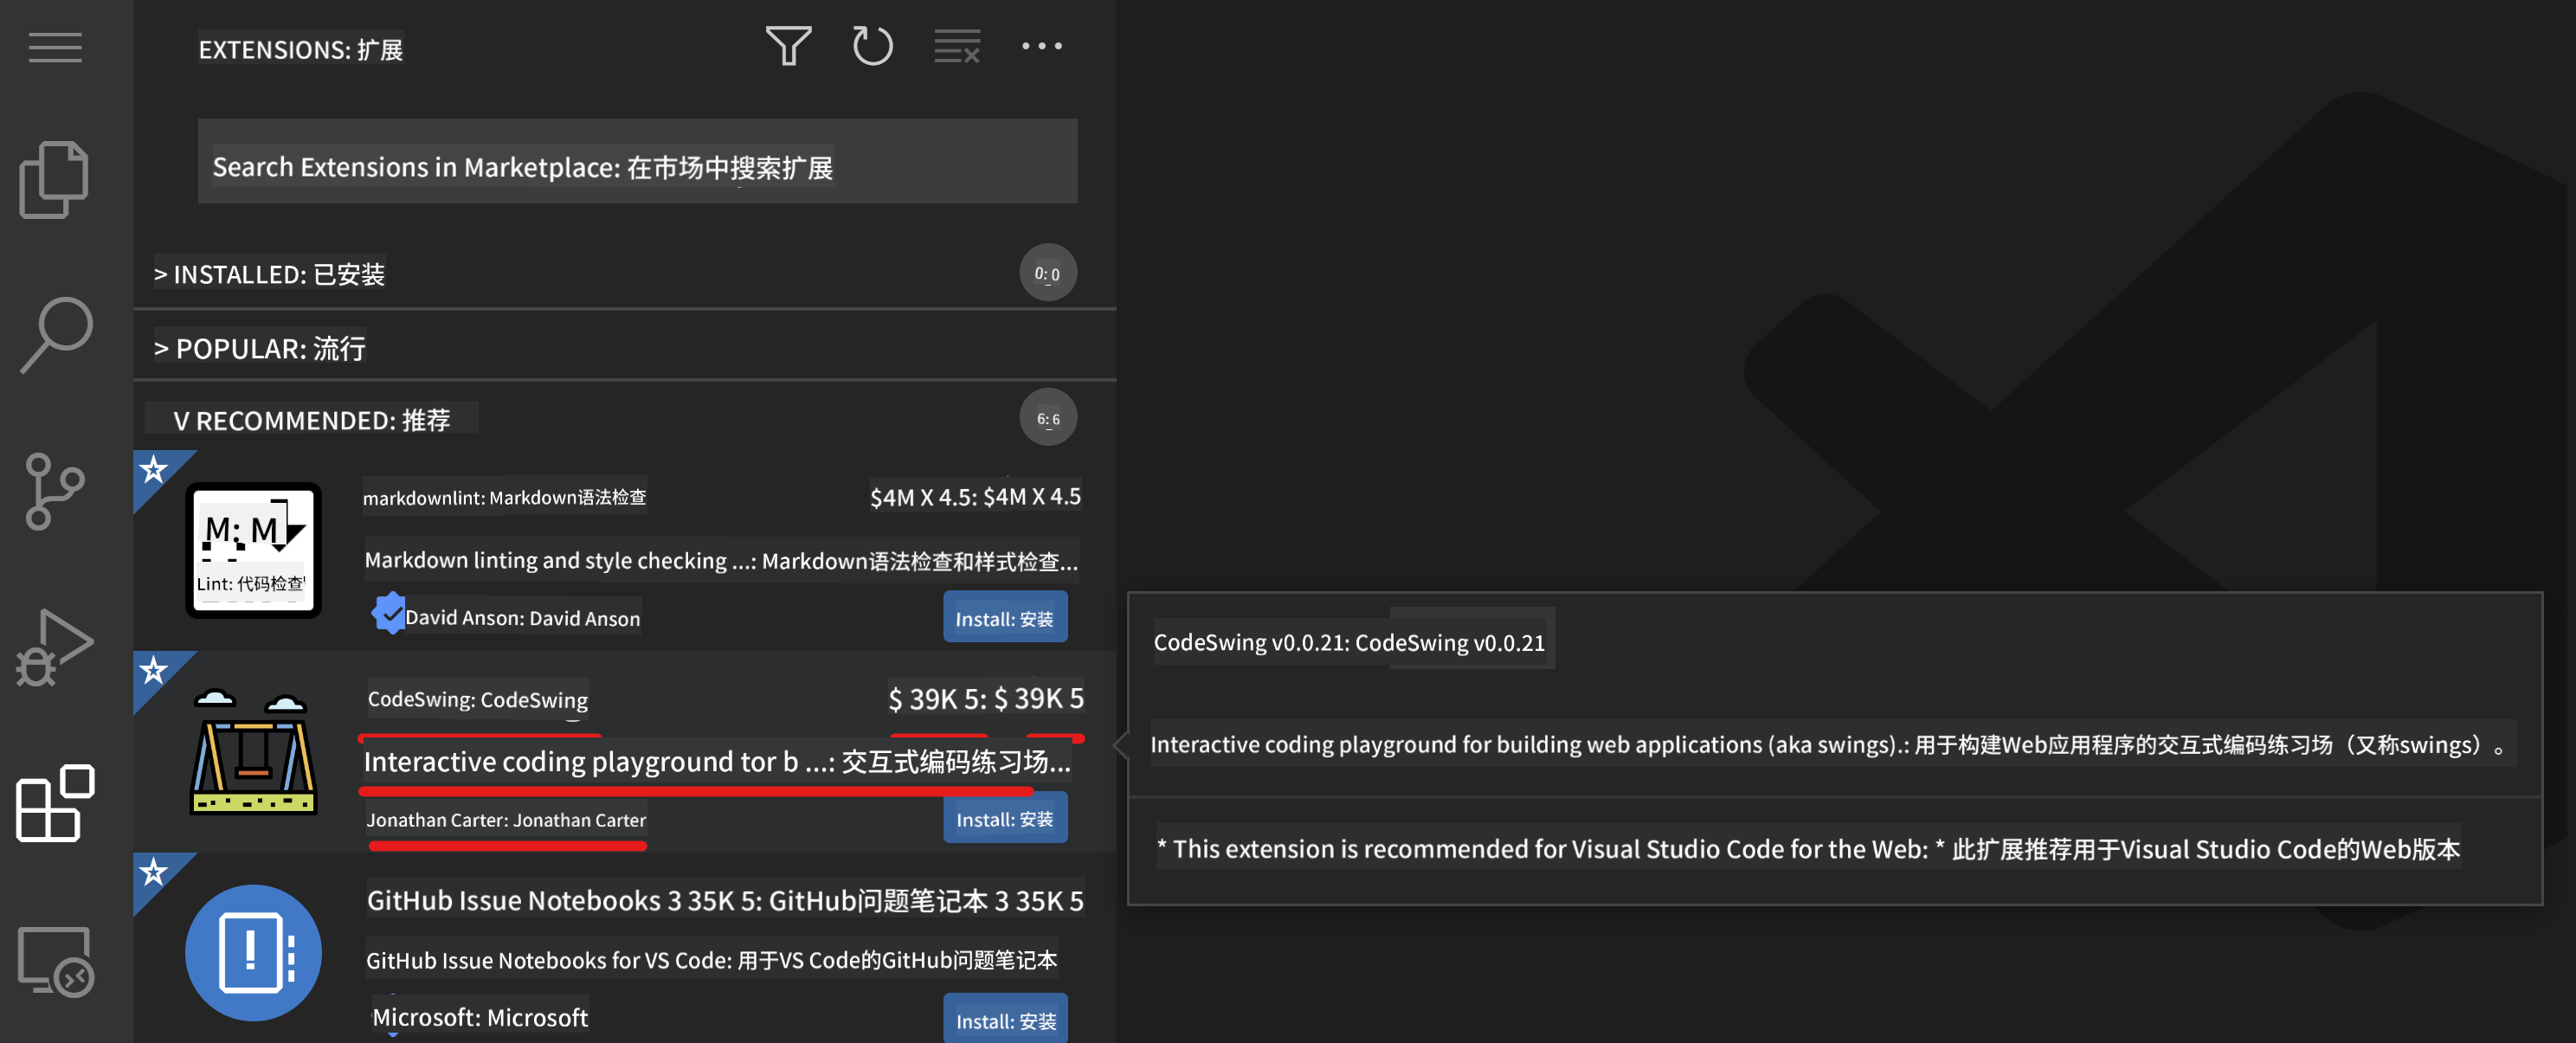 EXTENSIONS: 扩展
Search Extensions in Marketplace: 在市场中搜索扩展
> INSTALLED: 已安装
0: 0
> POPULAR: 流行
V RECOMMENDED: 推荐
6: 6
markdownlint: Markdown语法检查
$4M X 4.5: $4M X 4.5
M: M
Lint: 代码检查
Markdown linting and style checking ...: Markdown语法检查和样式检查...
David Anson: David Anson
Install: 安装
CodeSwing: CodeSwing
$ 39K 5: $ 39K 5
Interactive coding playground tor b ...: 交互式编码练习场...
Jonathan Carter: Jonathan Carter
Install: 安装
GitHub Issue Notebooks 3 35K 5: GitHub问题笔记本 3 35K 5
GitHub Issue Notebooks for VS Code: 用于VS Code的GitHub问题笔记本
Microsoft: Microsoft
Install: 安装
CodeSwing v0.0.21: CodeSwing v0.0.21
Interactive coding playground for building web applications (aka swings).: 用于构建Web应用程序的交互式编码练习场（又称swings）。
* This extension is recommended for Visual Studio Code for the Web: * 此扩展推荐用于Visual Studio Code的Web版本